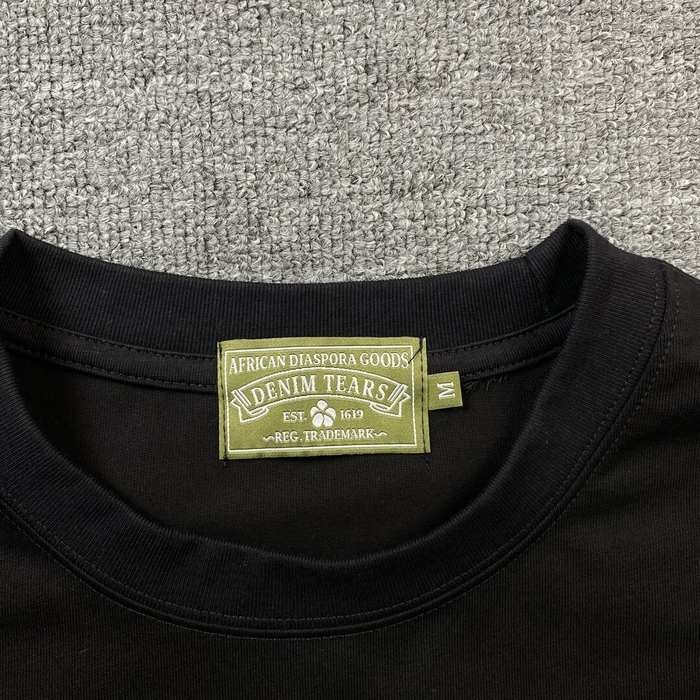 AFRICAN DIASPORA GOODS
DENIM TEARS
EST. 1619
~REG. TRADEMARK~
M